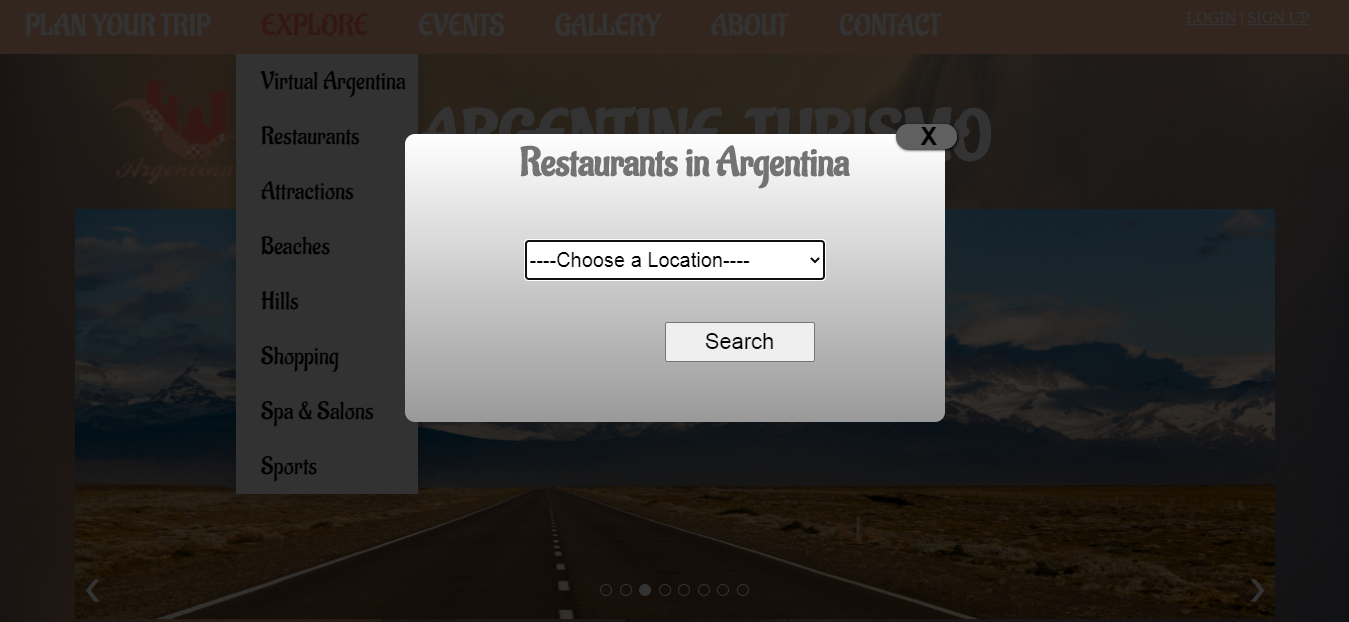 PLAN YOUR TRIP EXPLORE EVENTS GALLERY ABOUT CONTACT LOGIN | SIGN UP
Virtual Argentina
Restaurants
Attractions
Beaches
Hills
Shopping
Spa & Salons
Sports
Argentina
ARGENTINE TURISMO
X
Restaurants in Argentina
----Choose a Location----
Search